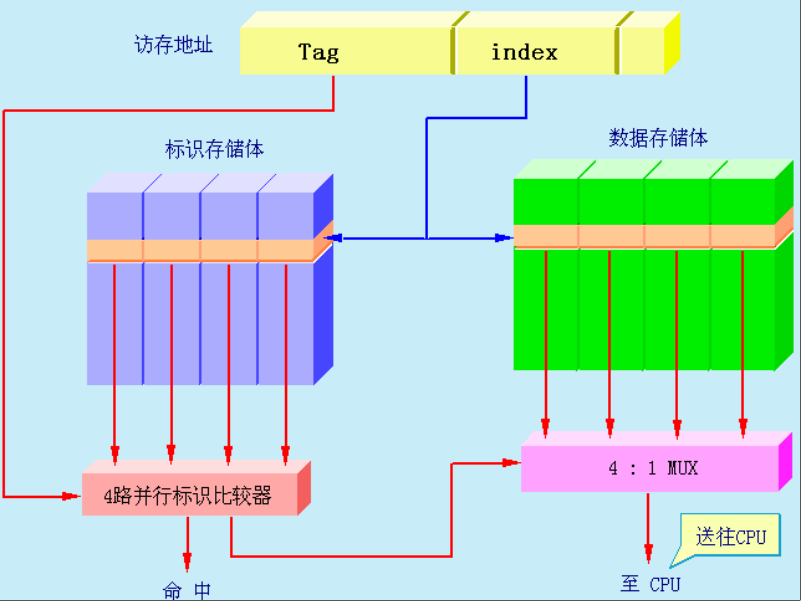 访存地址
Tag
index
标识存储体
数据存储体
4路并行标识比较器
4 : 1 MUX
送往CPU
命 中
至 CPU